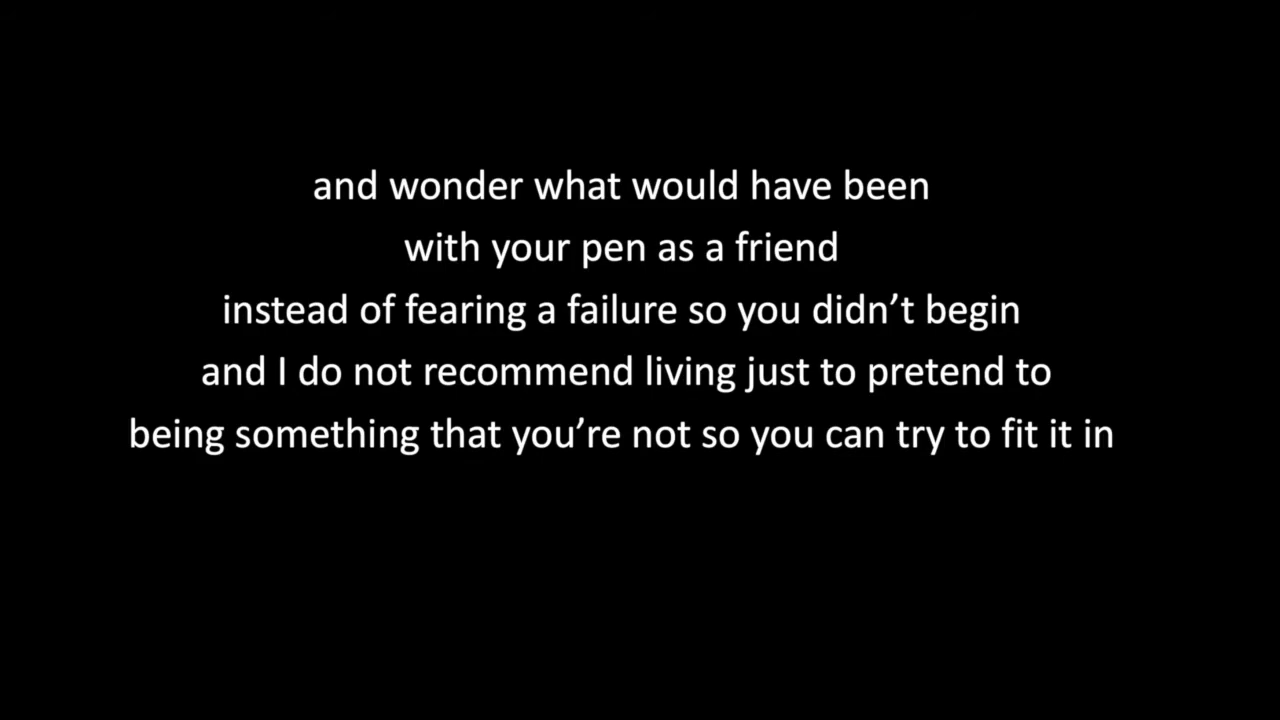 and wonder what would have been
with your pen as a friend
instead of fearing a failure so you didn’t begin
and I do not recommend living just to pretend to
being something that you’re not so you can try to fit it in